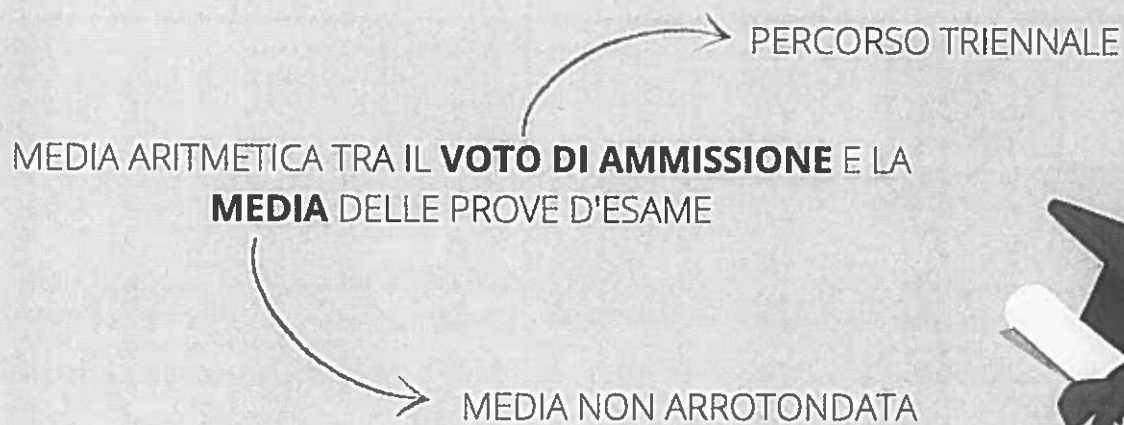 PERCORSO TRIENNALE
MEDIA ARITMETICA TRA IL VOTO DI AMMISSIONE E LA
MEDIA DELLE PROVE D'ESAME
MEDIA NON ARROTONDATA